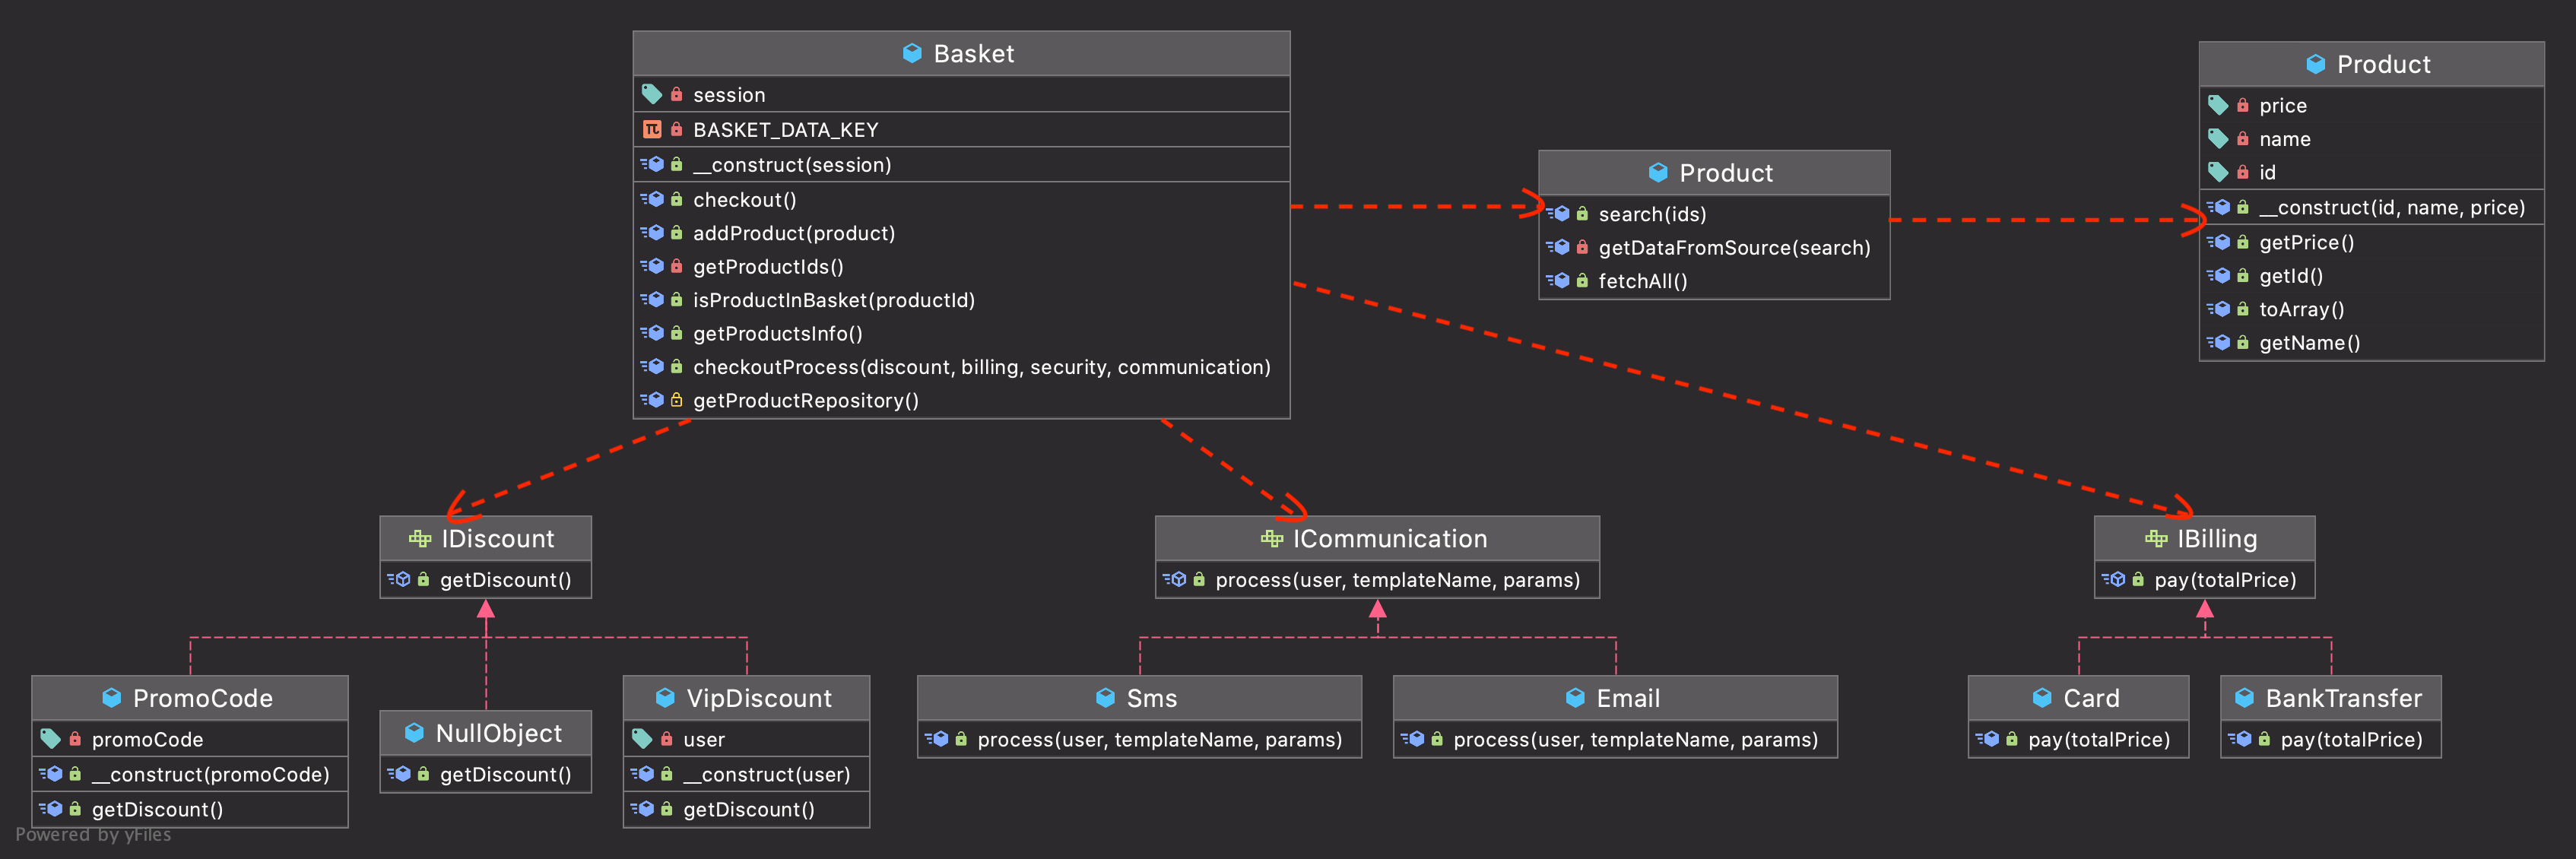 Basket
session
BASKET_DATA_KEY
__construct(session)
checkout()
addProduct(product)
getProductIds()
isProductInBasket(productId)
getProductsInfo()
checkoutProcess(discount, billing, security, communication)
getProductRepository()
Product
search(ids)
getDataFromSource(search)
fetchAll()
Product
price
name
id
__construct(id, name, price)
getPrice()
getId()
toArray()
getName()
IDiscount
getDiscount()
ICommunication
process(user, templateName, params)
IBilling
pay(totalPrice)
PromoCode
promoCode
__construct(promoCode)
getDiscount()
NullObject
getDiscount()
VipDiscount
user
__construct(user)
getDiscount()
Sms
process(user, templateName, params)
Email
process(user, templateName, params)
Card
pay(totalPrice)
BankTransfer
pay(totalPrice)
Powered by yFiles